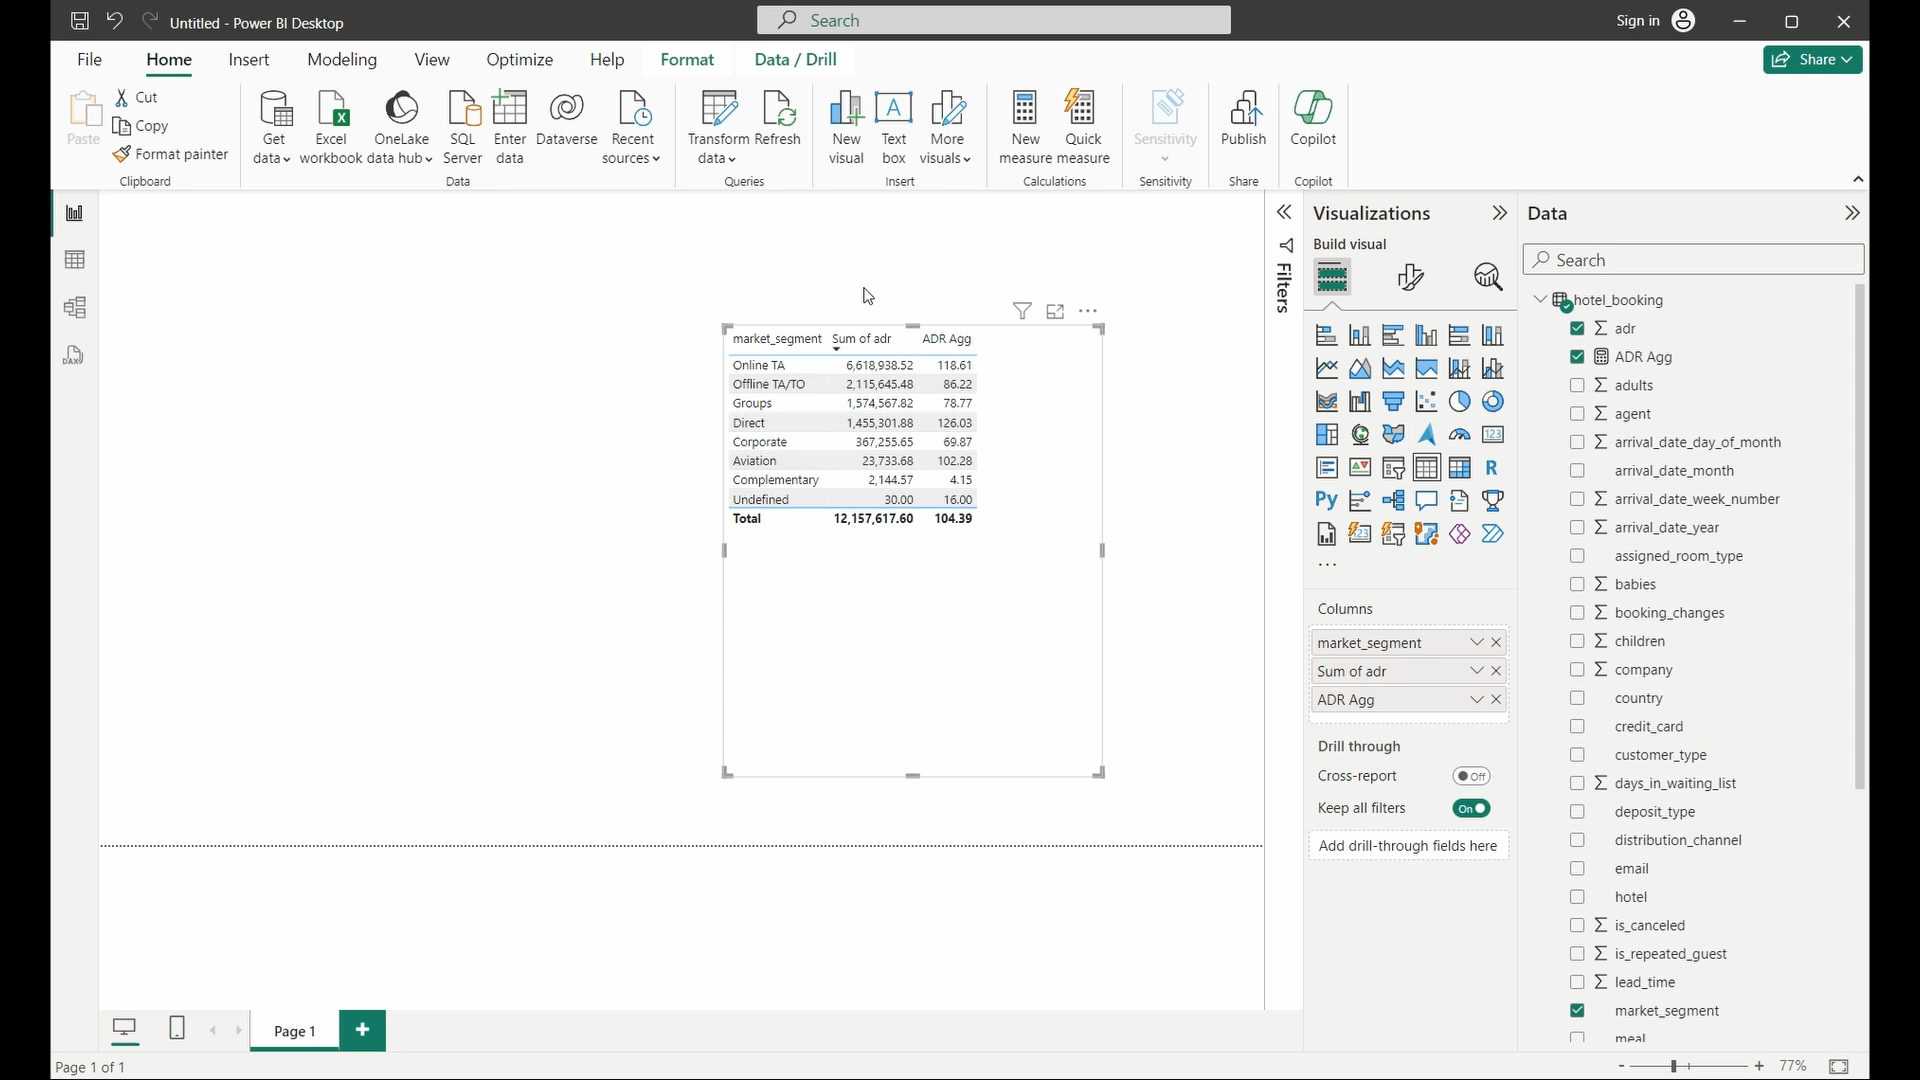 Untitled - Power BI Desktop
Search
Sign in
File
Home
Insert
Modeling
View
Optimize
Help
Format
Data / Drill
Share
Paste
Cut
Copy
Format painter
Clipboard
Get data
Excel workbook
OneLake data hub
SQL Server
Enter data
Dataverse
Recent sources
Data
Transform data
Refresh
Queries
New visual
Text box
More visuals
Insert
New measure
Quick measure
Calculations
Sensitivity
Sensitivity
Publish
Share
Copilot
Copilot
market_segment Sum of adr ADR Agg
Online TA 6,618,938.52 118.61
Offline TA/TO 2,115,645.48 86.22
Groups 1,574,567.82 78.77
Direct 1,455,301.88 126.03
Corporate 367,255.65 69.87
Aviation 23,733.68 102.28
Complementary 2,144.57 4.15
Undefined 30.00 16.00
Total 12,157,617.60 104.39
Filters
Visualizations
Build visual
123
R
Py
123
...
Columns
market_segment
Sum of adr
ADR Agg
Drill through
Cross-report Off
Keep all filters On
Add drill-through fields here
Data
Search
hotel_booking
adr
ADR Agg
adults
agent
arrival_date_day_of_month
arrival_date_month
arrival_date_week_number
arrival_date_year
assigned_room_type
babies
booking_changes
children
company
country
credit_card
customer_type
days_in_waiting_list
deposit_type
distribution_channel
email
hotel
is_canceled
is_repeated_guest
lead_time
market_segment
meal
DAX
Page 1
Page 1 of 1
- + 77%